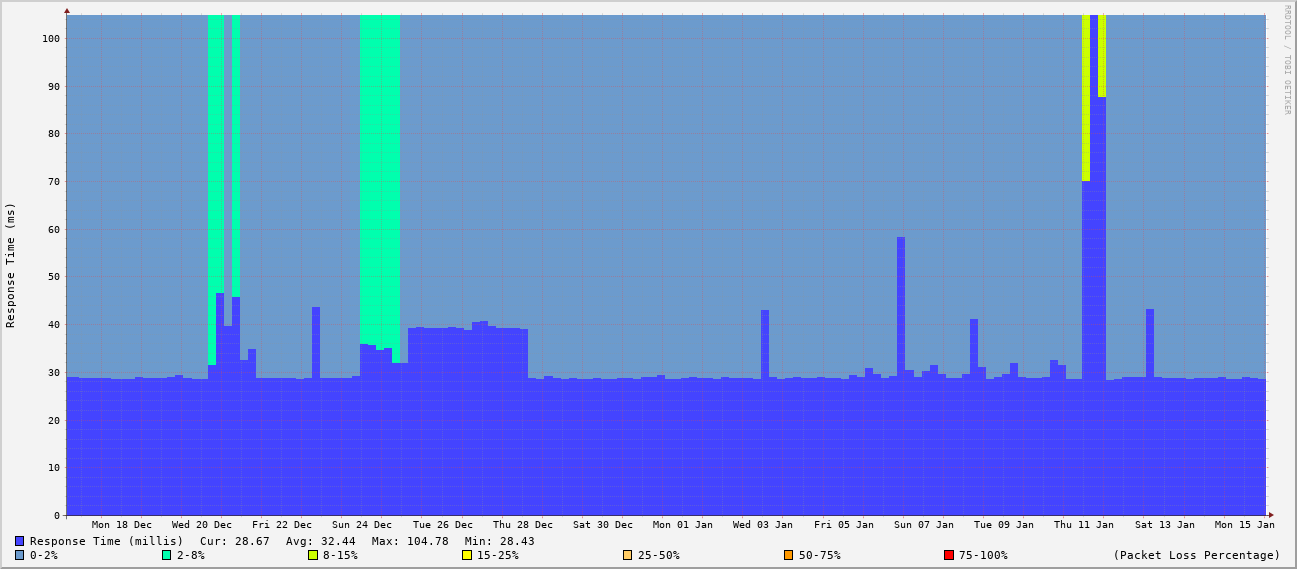 RRDTOOL / TOBI OETIKER
Response Time (ms)
100
90
80
70
60
50
40
30
20
10
0
Mon 18 Dec Wed 20 Dec Fri 22 Dec Sun 24 Dec Tue 26 Dec Thu 28 Dec Sat 30 Dec Mon 01 Jan Wed 03 Jan Fri 05 Jan Sun 07 Jan Tue 09 Jan Thu 11 Jan Sat 13 Jan Mon 15 Jan
Response Time (millis) Cur: 28.67 Avg: 32.44 Max: 104.78 Min: 28.43
0-2% 2-8% 8-15% 15-25% 25-50% 50-75% 75-100% (Packet Loss Percentage)